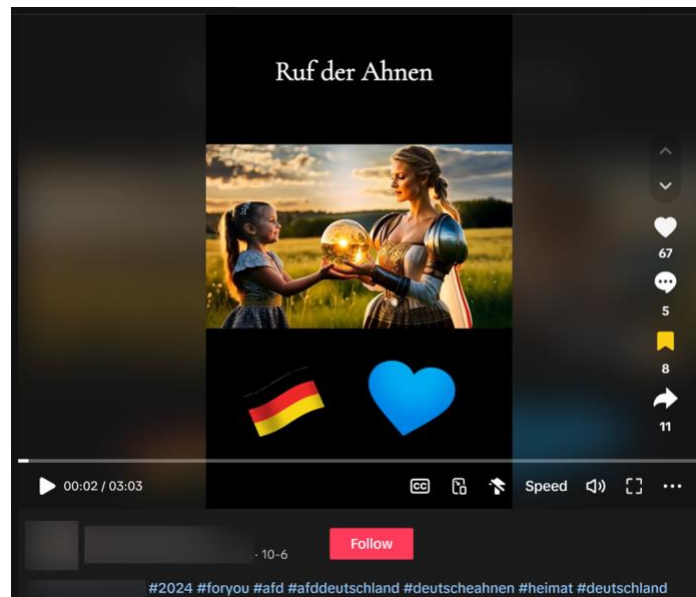 Ruf der Ahnen
67
5
8
11
00:02 / 03:03
CC
Speed
· 10-6
Follow
#2024 #foryou #afd #afddeutschland #deutscheahnen #heimat #deutschland